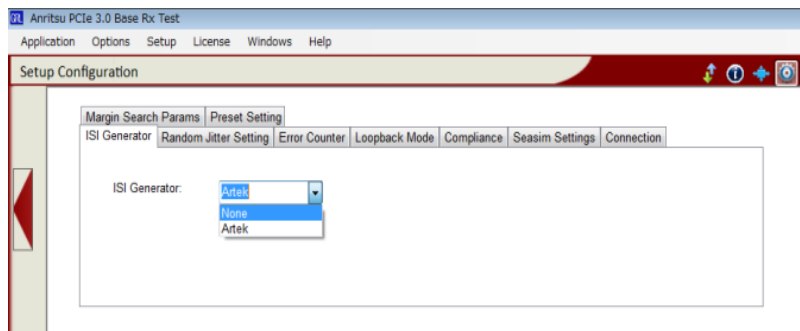 Anritsu PCIe 3.0 Base Rx Test
Application Options Setup License Windows Help
Setup Configuration
Margin Search Params Preset Setting
ISI Generator Random Jitter Setting Error Counter Loopback Mode Compliance Seasim Settings Connection
ISI Generator: Artek
None
Artek